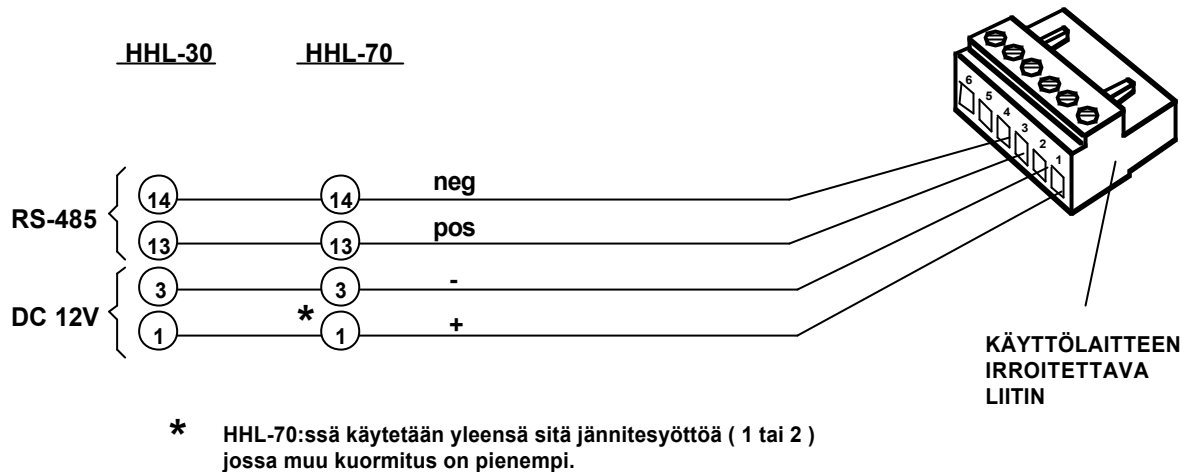 HHL-30 HHL-70
6 5 4 3 2 1
RS-485
14 14 neg
13 13 pos
DC 12V
3 3 -
1 * 1 +
KÄYTTÖLAITTEEN
IRROITETTAVA
LIITIN
* HHL-70:ssä käytetään yleensä sitä jännitesyöttöä ( 1 tai 2 )
jossa muu kuormitus on pienempi.